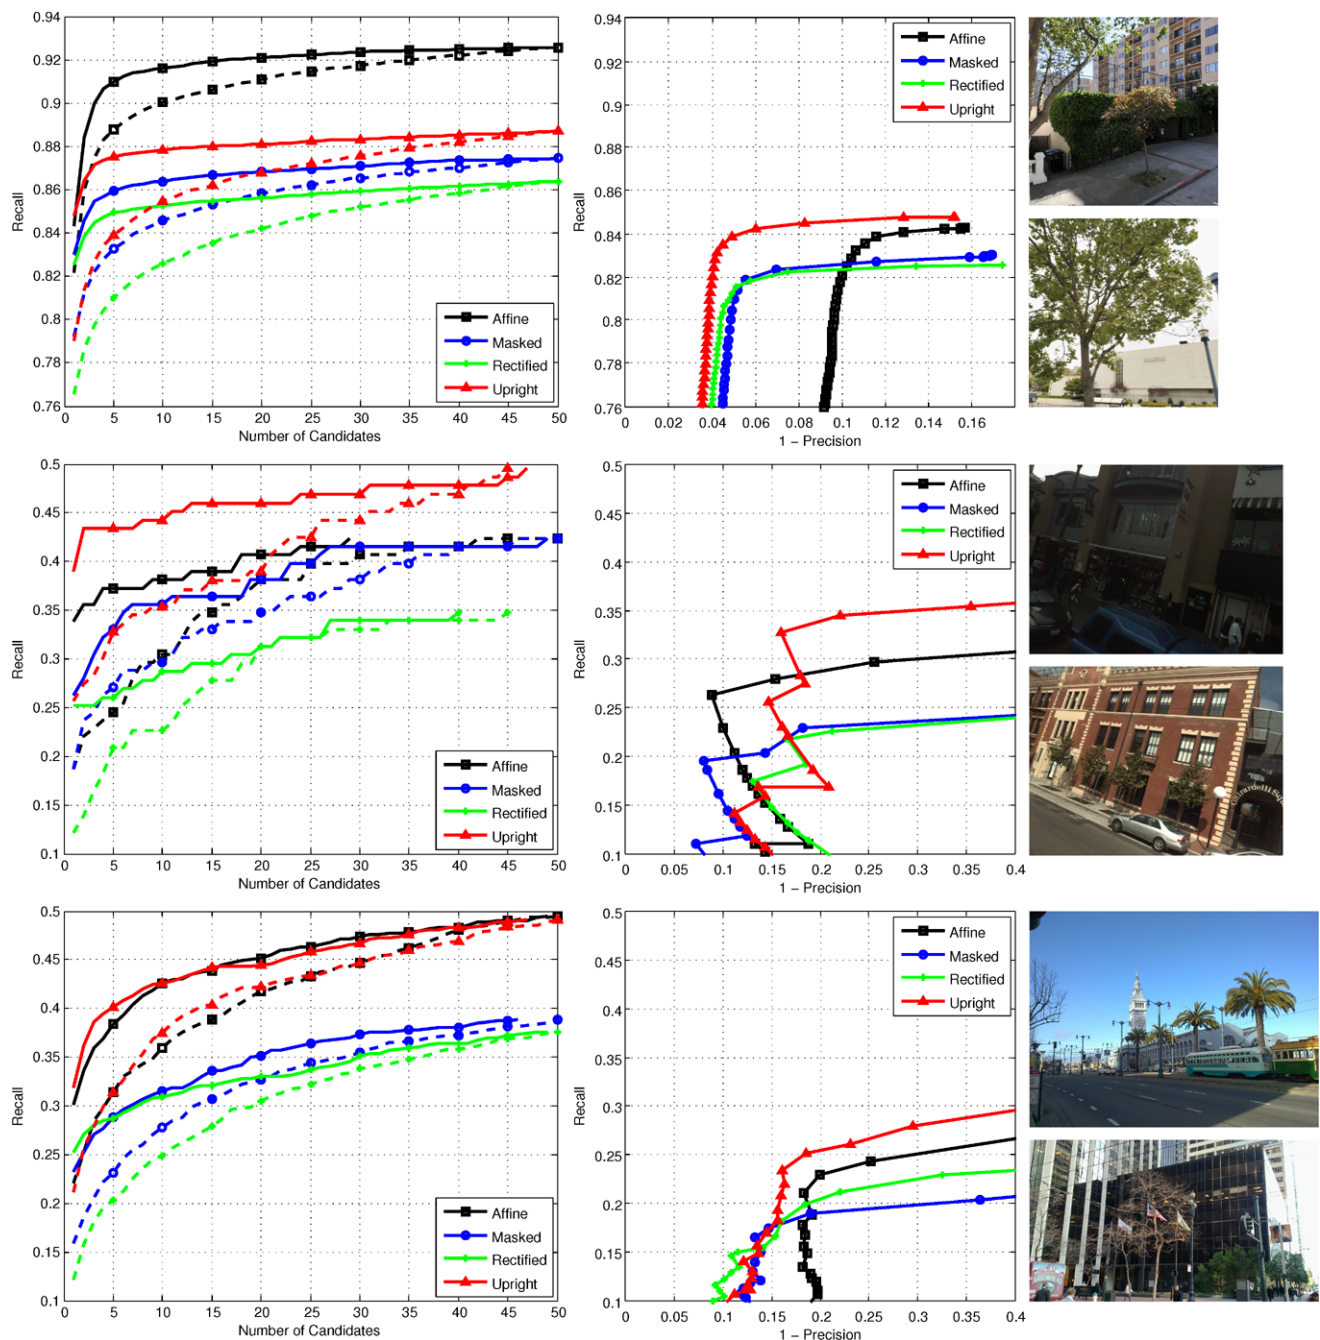 0.94
0.92
0.9
0.88
0.86
0.84
0.82
0.8
0.78
0.76
Recall
0 5 10 15 20 25 30 35 40 45 50
Number of Candidates
Affine
Masked
Rectified
Upright
0.94
0.92
0.9
0.88
0.86
0.84
0.82
0.8
0.78
0.76
Recall
0 0.02 0.04 0.06 0.08 0.1 0.12 0.14 0.16
1 − Precision
Affine
Masked
Rectified
Upright
0.5
0.45
0.4
0.35
0.3
0.25
0.2
0.15
0.1
Recall
0 5 10 15 20 25 30 35 40 45 50
Number of Candidates
Affine
Masked
Rectified
Upright
0.5
0.45
0.4
0.35
0.3
0.25
0.2
0.15
0.1
Recall
0 0.05 0.1 0.15 0.2 0.25 0.3 0.35 0.4
1 − Precision
Affine
Masked
Rectified
Upright
Ghirardelli Squ
0.5
0.45
0.4
0.35
0.3
0.25
0.2
0.15
0.1
Recall
0 5 10 15 20 25 30 35 40 45 50
Number of Candidates
Affine
Masked
Rectified
Upright
0.5
0.45
0.4
0.35
0.3
0.25
0.2
0.15
0.1
Recall
0 0.05 0.1 0.15 0.2 0.25 0.3 0.35 0.4
1 − Precision
Affine
Masked
Rectified
Upright